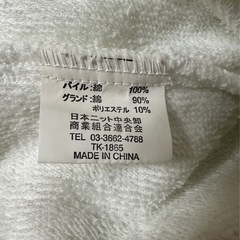 パイル:綿 100%
グランド:綿 90%
ポリエステル 10%
日本ニット中央卸
商業組合連合会
TEL 03-3662-4788
TK-1865
MADE IN CHINA